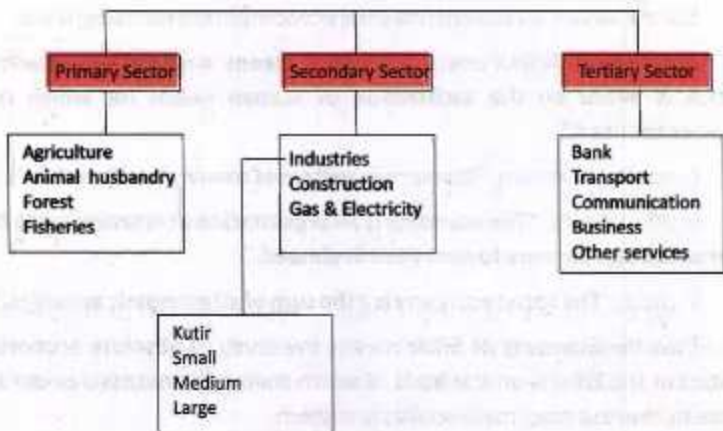 Primary Sector
Secondary Sector
Tertiary Sector
Agriculture
Animal husbandry
Forest
Fisheries
Industries
Construction
Gas & Electricity
Bank
Transport
Communication
Business
Other services
Kutir
Small
Medium
Large